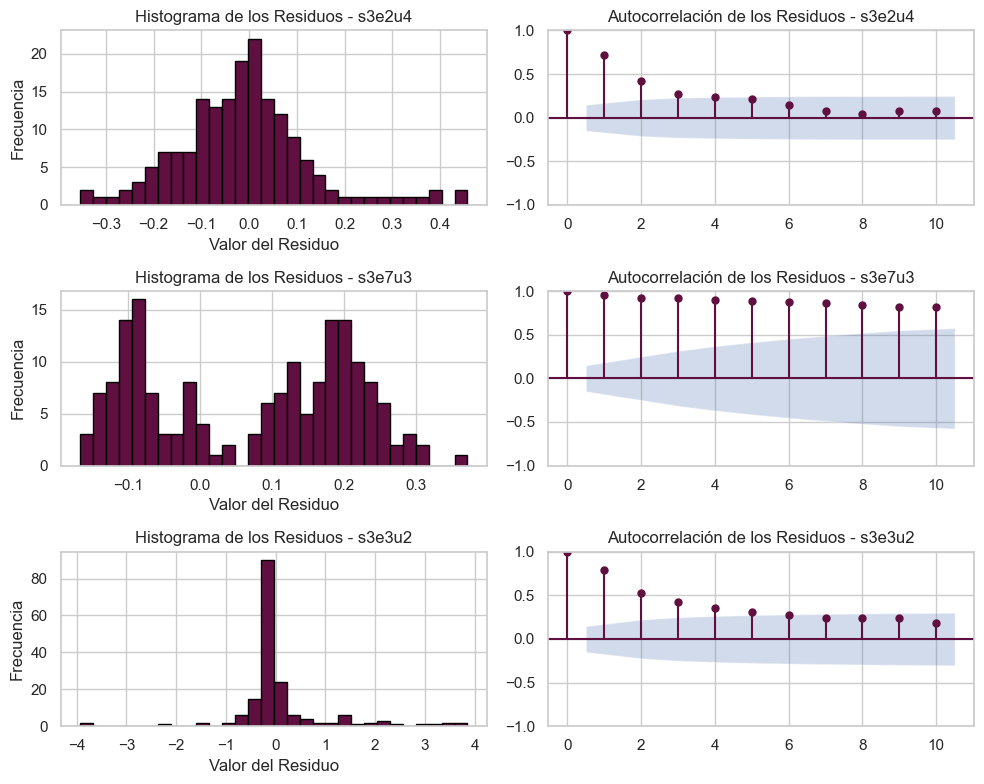 Histograma de los Residuos - s3e2u4
Frecuencia
20
15
10
5
0
−0.3 −0.2 −0.1 0.0 0.1 0.2 0.3 0.4
Valor del Residuo
Autocorrelación de los Residuos - s3e2u4
1.0
0.5
0.0
−0.5
−1.0
0 2 4 6 8 10
Histograma de los Residuos - s3e7u3
Frecuencia
15
10
5
0
−0.1 0.0 0.1 0.2 0.3
Valor del Residuo
Autocorrelación de los Residuos - s3e7u3
1.0
0.5
0.0
−0.5
−1.0
0 2 4 6 8 10
Histograma de los Residuos - s3e3u2
Frecuencia
80
60
40
20
0
−4 −3 −2 −1 0 1 2 3 4
Valor del Residuo
Autocorrelación de los Residuos - s3e3u2
1.0
0.5
0.0
−0.5
−1.0
0 2 4 6 8 10